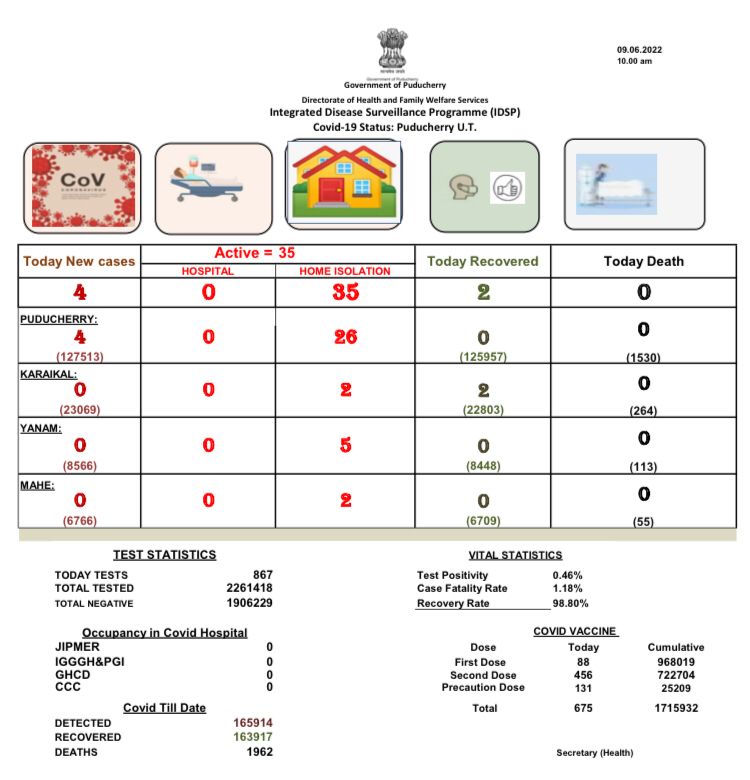 09.06.2022
10.00 am
सत्यमेव जयते
Government of Puducherry
Government of Puducherry
Directorate of Health and Family Welfare Services
Integrated Disease Surveillance Programme (IDSP)
Covid-19 Status: Puducherry U.T.
CoV
CORONAVIRUS
Today New cases Active = 35 Today Recovered Today Death
HOSPITAL HOME ISOLATION
4 0 35 2 0
PUDUCHERRY:
4 0 26 0 0
(127513) (125957) (1530)
KARAIKAL:
0 0 2 2 0
(23069) (22803) (264)
YANAM:
0 0 5 0 0
(8566) (8448) (113)
MAHE:
0 0 2 0 0
(6766) (6709) (55)
TEST STATISTICS
TODAY TESTS 867
TOTAL TESTED 2261418
TOTAL NEGATIVE 1906229
VITAL STATISTICS
Test Positivity 0.46%
Case Fatality Rate 1.18%
Recovery Rate 98.80%
Occupancy in Covid Hospital
JIPMER 0
IGGGH&PGI 0
GHCD 0
CCC 0
COVID VACCINE
Dose Today Cumulative
First Dose 88 968019
Second Dose 456 722704
Precaution Dose 131 25209
Total 675 1715932
Covid Till Date
DETECTED 165914
RECOVERED 163917
DEATHS 1962
Secretary (Health)